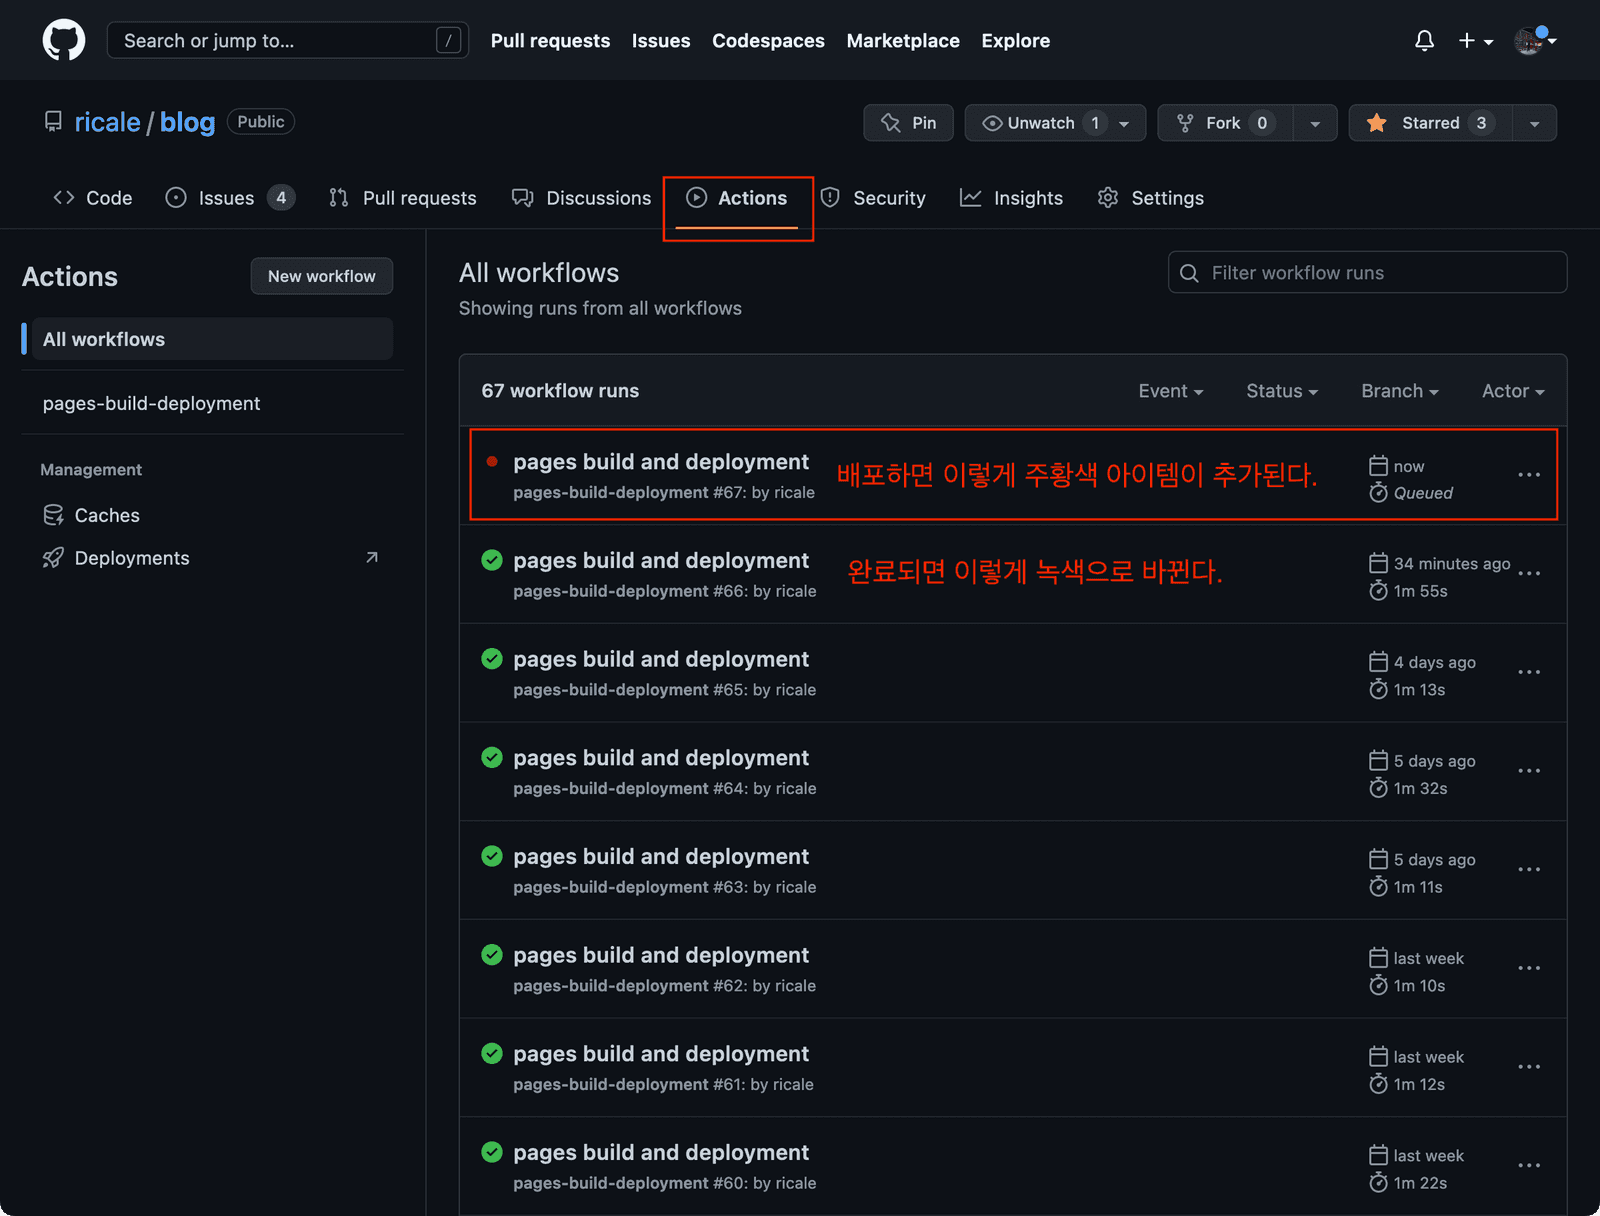 Search or jump to... /
Pull requests Issues Codespaces Marketplace Explore
ricale / blog Public
Pin Unwatch 1 Fork 0 Starred 3
Code Issues 4 Pull requests Discussions Actions Security Insights Settings
Actions New workflow
All workflows
pages-build-deployment
Management
Caches
Deployments
All workflows
Showing runs from all workflows
Filter workflow runs
67 workflow runs Event Status Branch Actor
pages build and deployment
pages-build-deployment #67: by ricale
배포하면 이렇게 주황색 아이템이 추가된다.
now
Queued
pages build and deployment
pages-build-deployment #66: by ricale
완료되면 이렇게 녹색으로 바뀐다.
34 minutes ago
1m 55s
pages build and deployment
pages-build-deployment #65: by ricale
4 days ago
1m 13s
pages build and deployment
pages-build-deployment #64: by ricale
5 days ago
1m 32s
pages build and deployment
pages-build-deployment #63: by ricale
5 days ago
1m 11s
pages build and deployment
pages-build-deployment #62: by ricale
last week
1m 10s
pages build and deployment
pages-build-deployment #61: by ricale
last week
1m 12s
pages build and deployment
pages-build-deployment #60: by ricale
last week
1m 22s